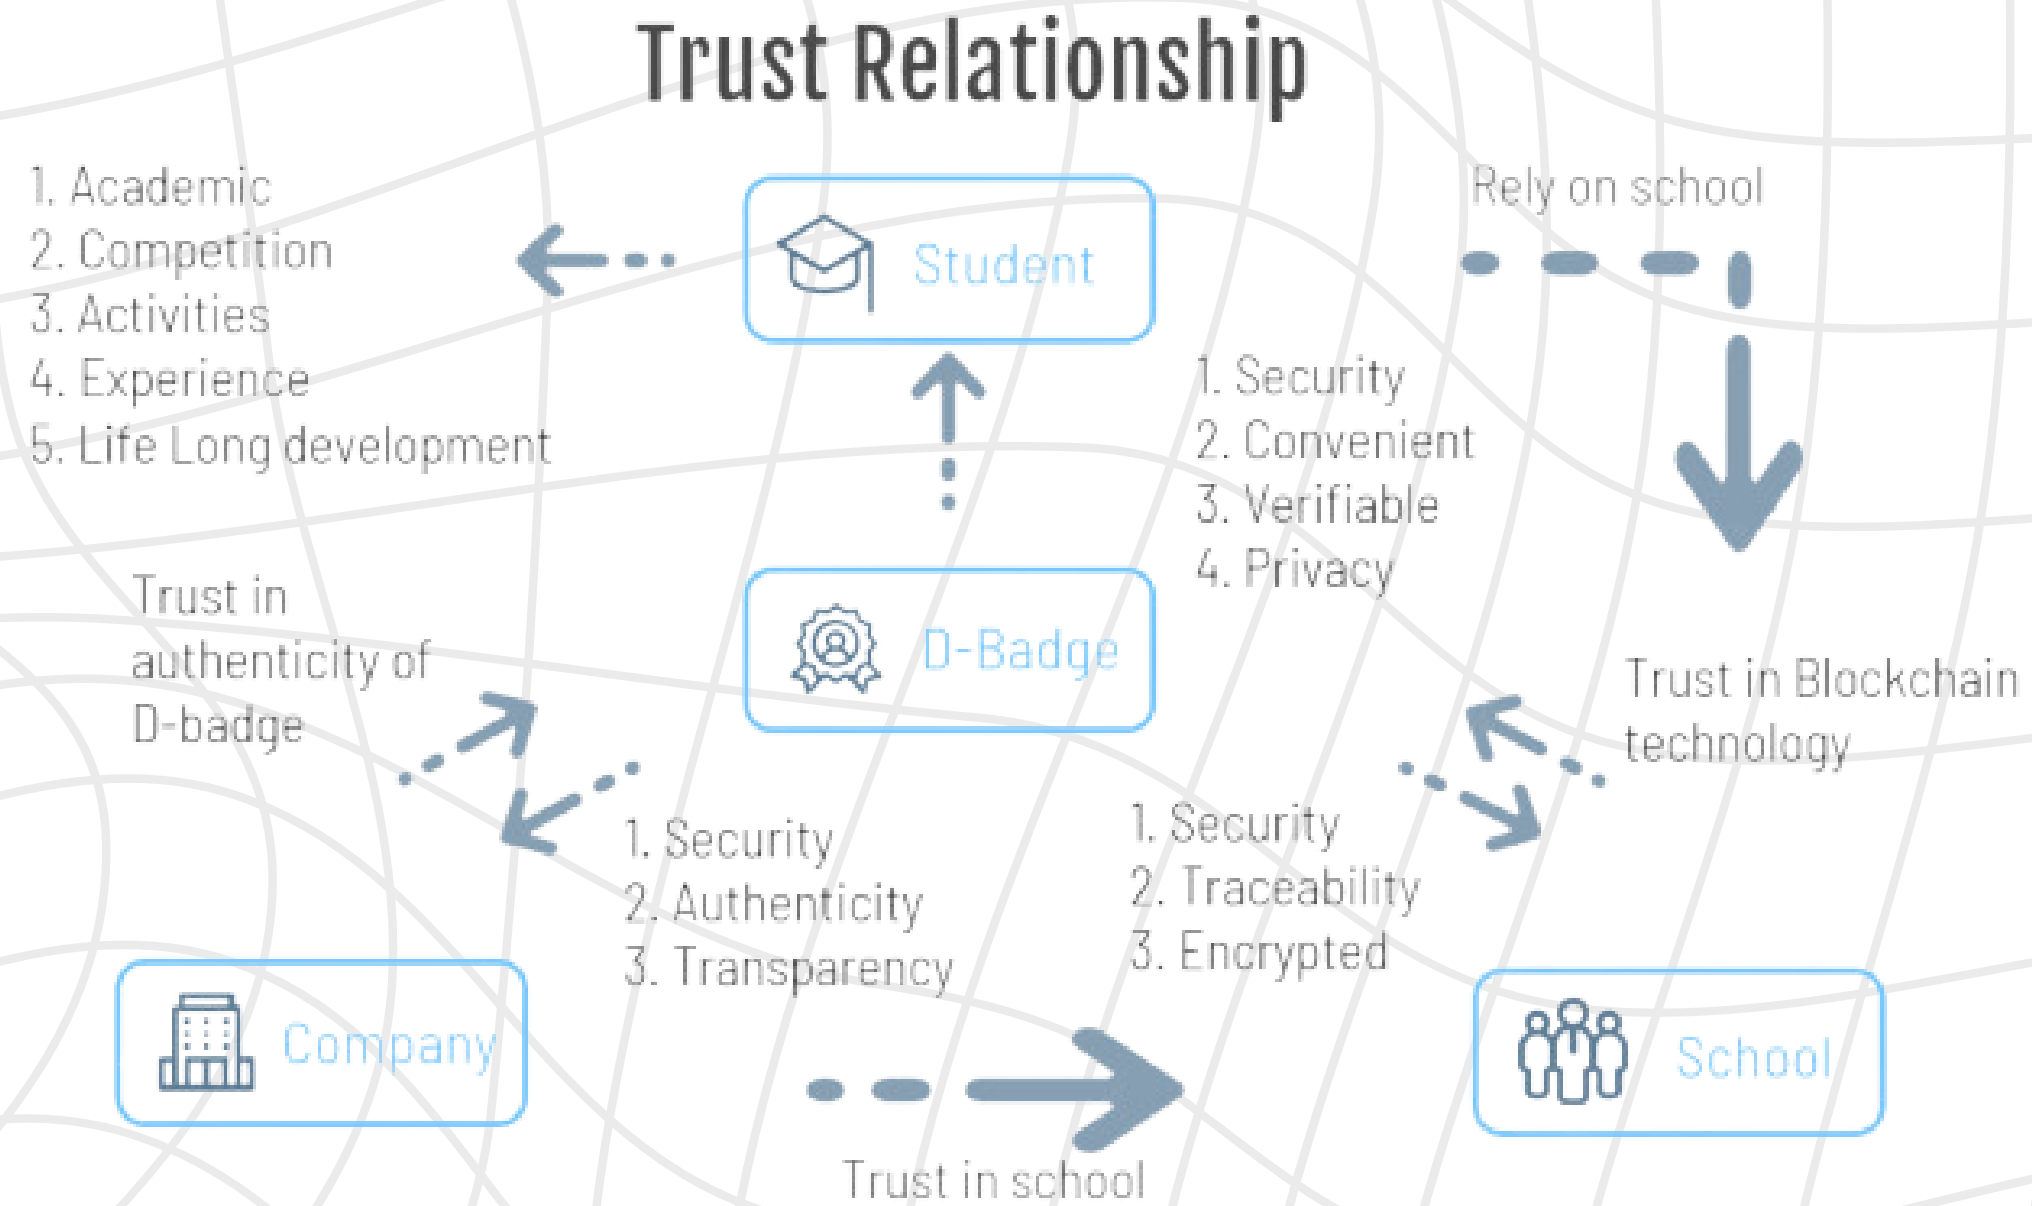 Trust Relationship
1. Academic
2. Competition
3. Activities
4. Experience
5. Life Long development
Student
Rely on school
1. Security
2. Convenient
3. Verifiable
4. Privacy
Trust in
authenticity of
D-badge
D-Badge
Trust in Blockchain
technology
1. Security
2. Authenticity
3. Transparency
1. Security
2. Traceability
3. Encrypted
Company
School
Trust in school